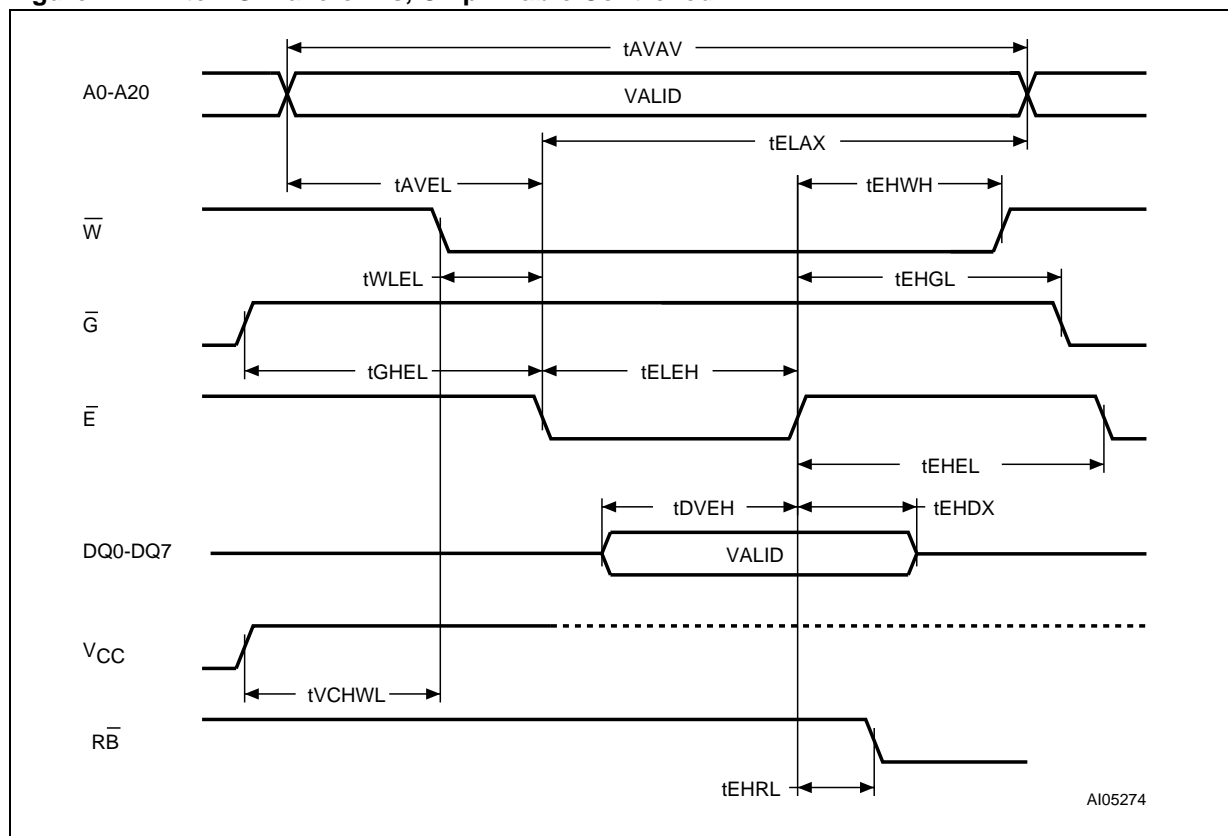 tAVAV
A0-A20
VALID
tELAX
tAVEL
tEHWH
W̅
tWLEL
tEHGL
G̅
tGHEL
tELEH
E̅
tEHEL
tDVEH
tEHDX
DQ0-DQ7
VALID
VCC
tVCHWL
RB̅
tEHRL
AI05274